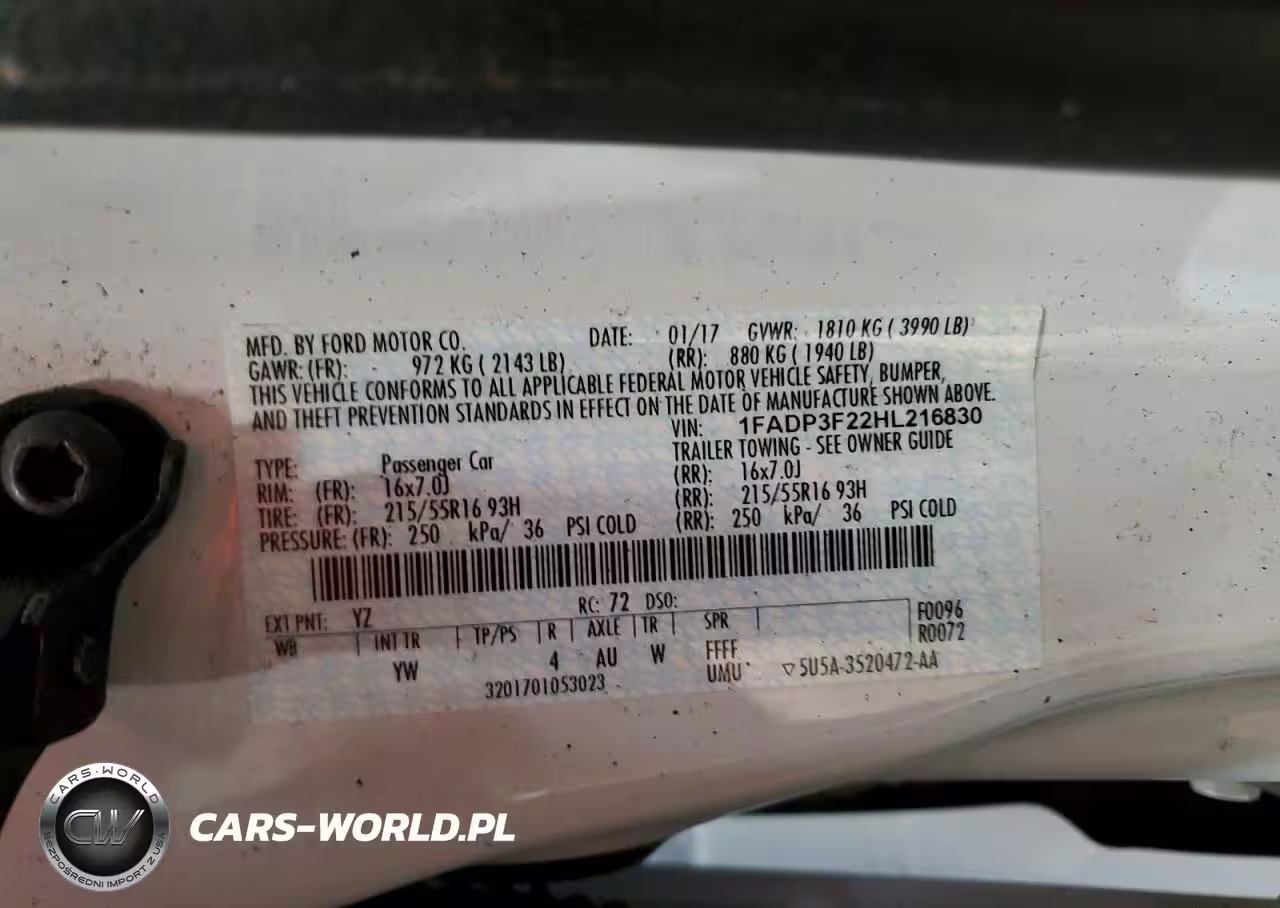 MFD. BY FORD MOTOR CO. DATE: 01/17 GVWR: 1810 KG ( 3990 LB)
GAWR: (FR): 972 KG ( 2143 LB) (RR): 880 KG ( 1940 LB)
THIS VEHICLE CONFORMS TO ALL APPLICABLE FEDERAL MOTOR VEHICLE SAFETY, BUMPER,
AND THEFT PREVENTION STANDARDS IN EFFECT ON THE DATE OF MANUFACTURE SHOWN ABOVE.
VIN: 1FADP3F22HL216830
TYPE: Passenger Car TRAILER TOWING - SEE OWNER GUIDE
RIM: (FR): 16x7.0J (RR): 16x7.0J
TIRE: (FR): 215/55R16 93H (RR): 215/55R16 93H
PRESSURE: (FR): 250 kPa/ 36 PSI COLD (RR): 250 kPa/ 36 PSI COLD
EXT PNT: YZ RC: 72 DSO: F0096
WB INT TR TP/PS R AXLE TR SPR R0072
YW 4 AU W FFFF
3201701053023 UMU ▽5U5A-3520472-AA
CARS-WORLD
CW
BEZPOŚREDNI IMPORT Z USA
CARS-WORLD.PL